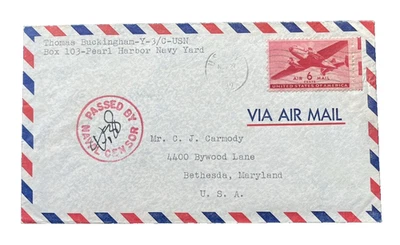 Thomas Buckingham-Y-3/C-USN
Box 103-Pearl Harbor Navy Yard
AIR 6 MAIL
CENTS
UNITED STATES OF AMERICA
VIA AIR MAIL
PASSED BY
NAVAL CENSOR
Mr. C. J. Carmody
4400 Bywood Lane
Bethesda, Maryland
U. S. A.